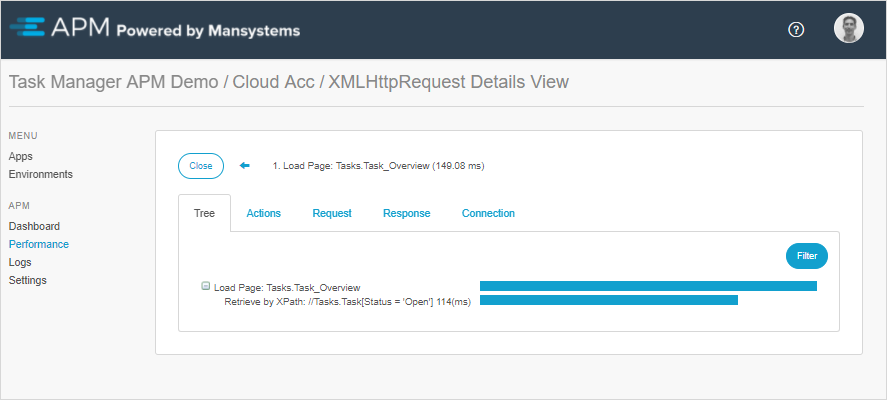 APM Powered by Mansystems
?
Task Manager APM Demo / Cloud Acc / XMLHttpRequest Details View
MENU
Apps
Environments
APM
Dashboard
Performance
Logs
Settings
Close
1. Load Page: Tasks.Task_Overview (149.08 ms)
Tree
Actions
Request
Response
Connection
Filter
Load Page: Tasks.Task_Overview
Retrieve by XPath: //Tasks.Task[Status = 'Open'] 114(ms)